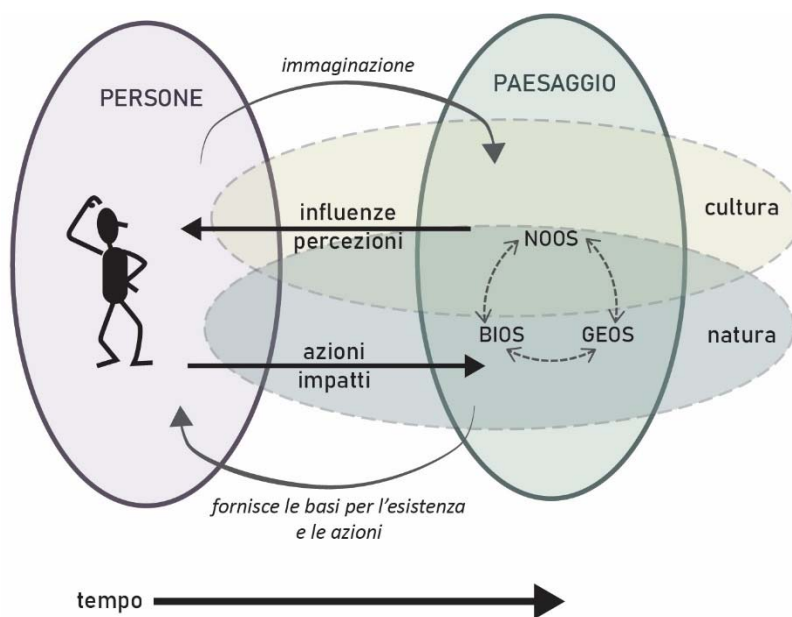 immaginazione
PERSONE
PAESAGGIO
cultura
influenze
percezioni
NOOS
BIOS
GEOS
natura
azioni
impatti
fornisce le basi per l'esistenza
e le azioni
tempo